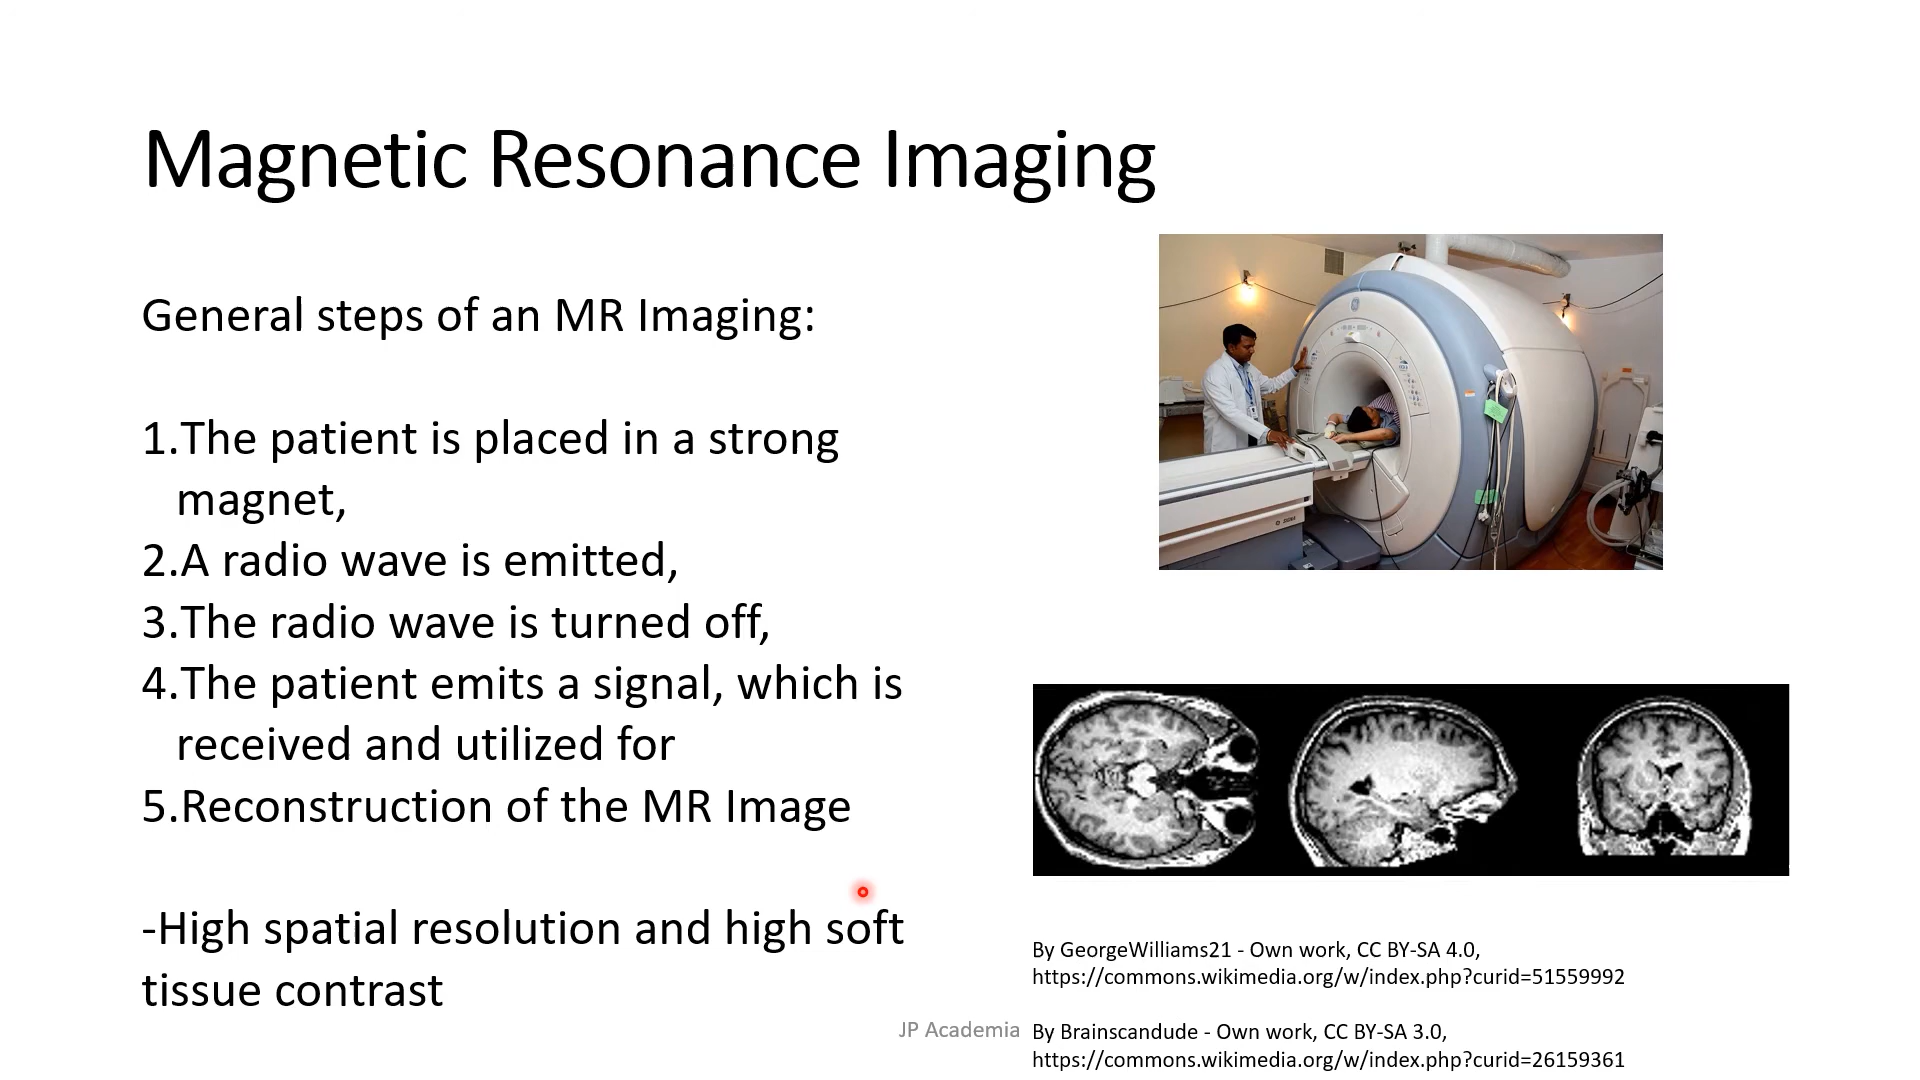 Magnetic Resonance Imaging
General steps of an MR Imaging:
1.The patient is placed in a strong
magnet,
2.A radio wave is emitted,
3.The radio wave is turned off,
4.The patient emits a signal, which is
received and utilized for
5.Reconstruction of the MR Image
-High spatial resolution and high soft
tissue contrast
By GeorgeWilliams21 - Own work, CC BY-SA 4.0,
https://commons.wikimedia.org/w/index.php?curid=51559992
JP Academia
By Brainscandude - Own work, CC BY-SA 3.0,
https://commons.wikimedia.org/w/index.php?curid=26159361